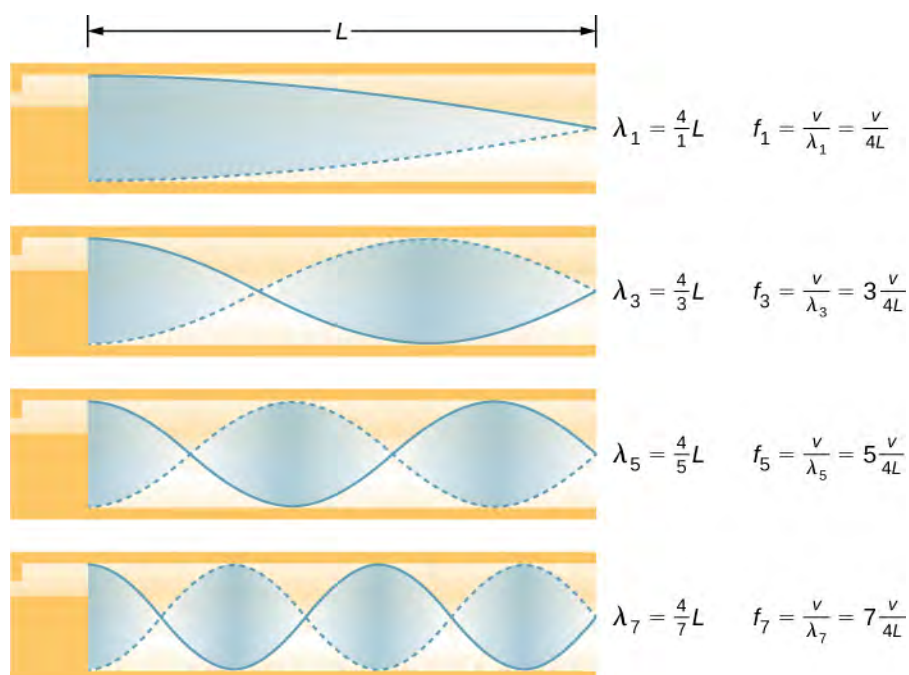 L
λ₁ = 4/1 L f₁ = v/λ₁ = v/4L
λ₃ = 4/3 L f₃ = v/λ₃ = 3 v/4L
λ₅ = 4/5 L f₅ = v/λ₅ = 5 v/4L
λ₇ = 4/7 L f₇ = v/λ₇ = 7 v/4L